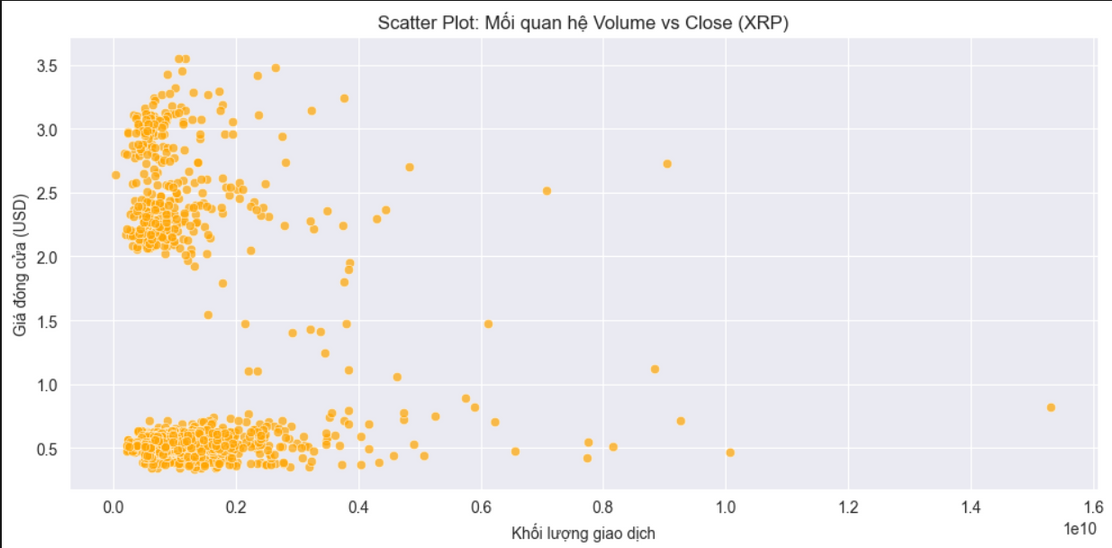 Scatter Plot: Mối quan hệ Volume vs Close (XRP)
Giá đóng cửa (USD)
3.5
3.0
2.5
2.0
1.5
1.0
0.5
0.0 0.2 0.4 0.6 0.8 1.0 1.2 1.4 1.6
1e10
Khối lượng giao dịch